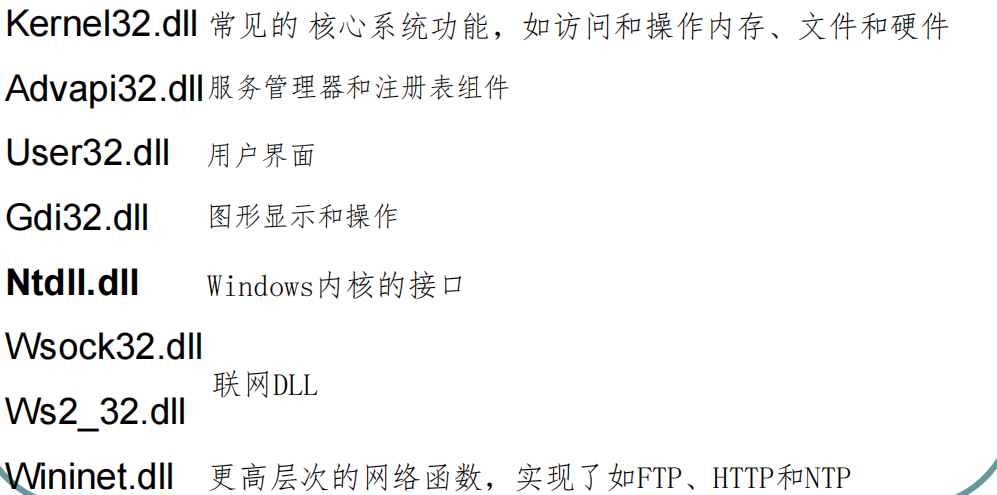 Kernel32.dll 常见的 核心系统功能，如访问和操作内存、文件和硬件
Advapi32.dll 服务管理器和注册表组件
User32.dll 用户界面
Gdi32.dll 图形显示和操作
Ntdll.dll Windows内核的接口
Wsock32.dll
联网DLL
Ws2_32.dll
Wininet.dll 更高层次的网络函数，实现了如FTP、HTTP和NTP